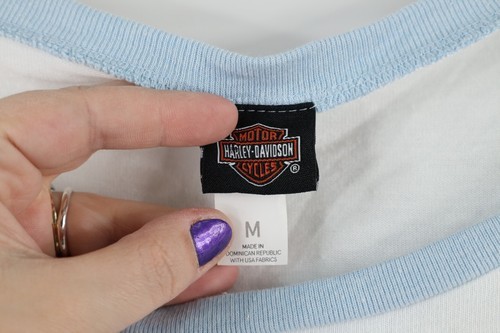 MOTOR
HARLEY-DAVIDSON
CYCLES
®
M
MADE IN
DOMINICAN REPUBLIC
WITH USA FABRICS